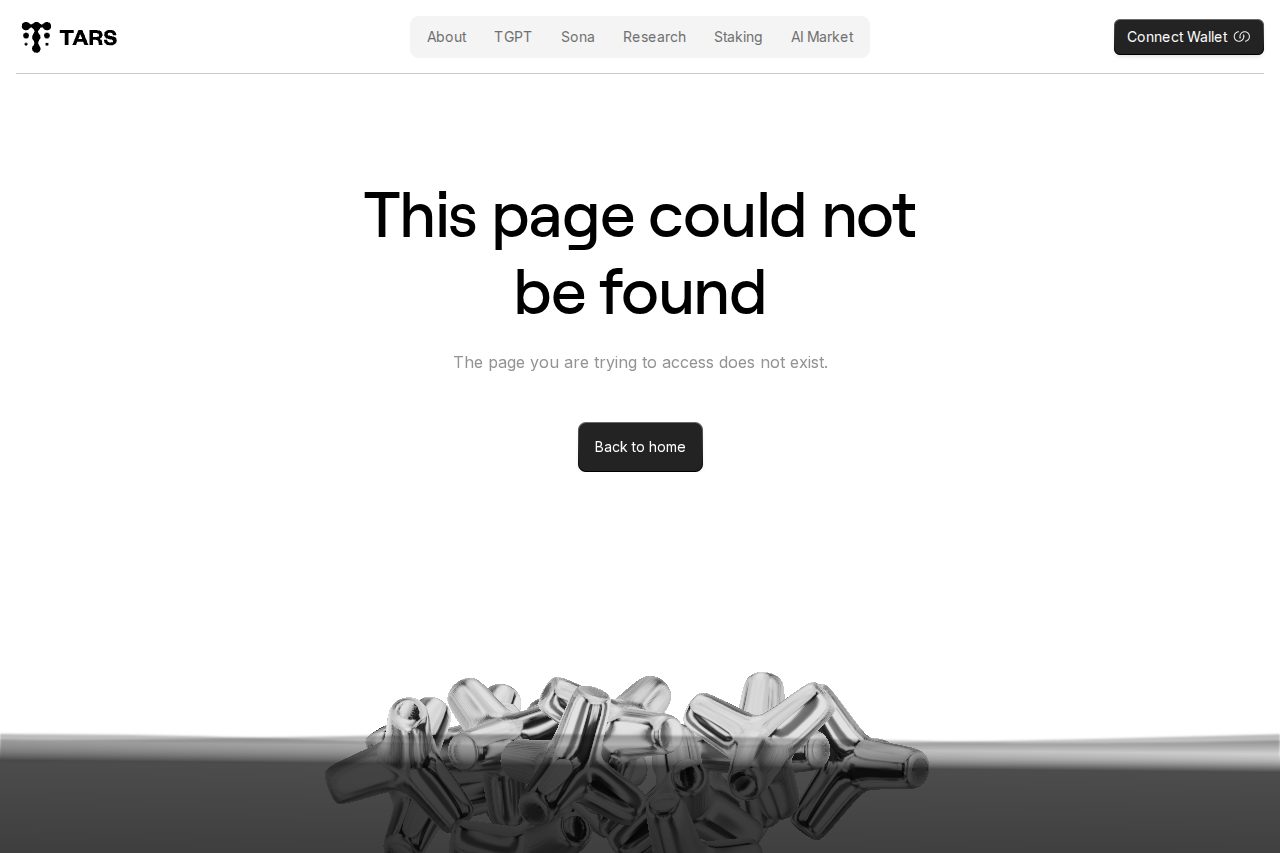 TARS
About TGPT Sona Research Staking AI Market
Connect Wallet
This page could not
be found
The page you are trying to access does not exist.
Back to home